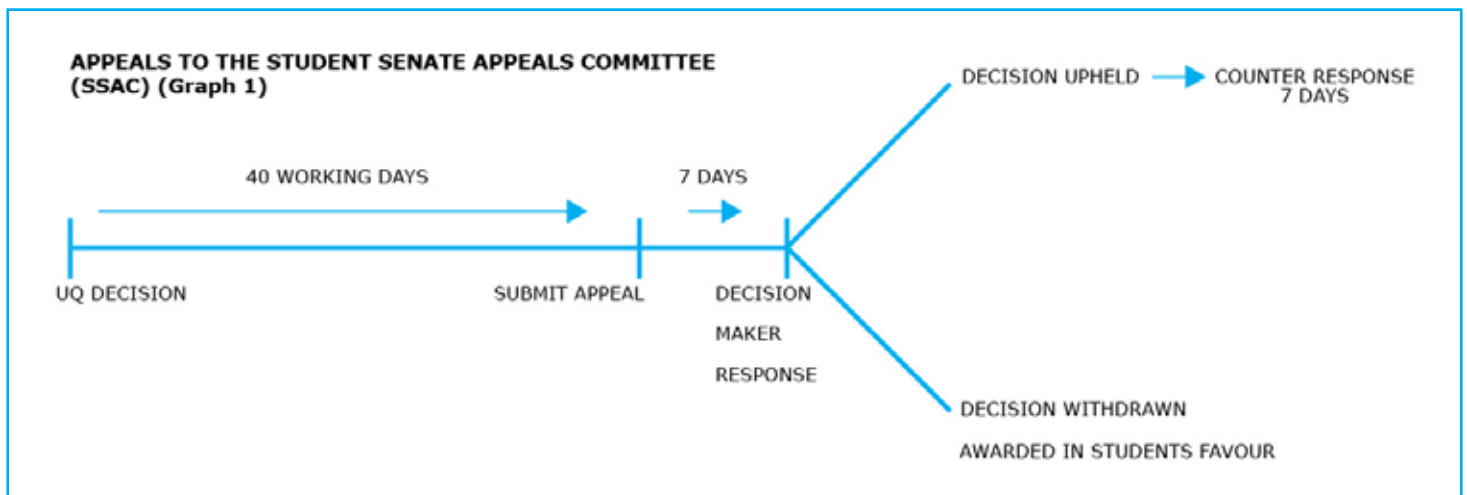 APPEALS TO THE STUDENT SENATE APPEALS COMMITTEE
(SSAC) (Graph 1)
DECISION UPHELD
COUNTER RESPONSE
7 DAYS
40 WORKING DAYS
7 DAYS
UQ DECISION
SUBMIT APPEAL
DECISION
MAKER
RESPONSE
DECISION WITHDRAWN
AWARDED IN STUDENTS FAVOUR